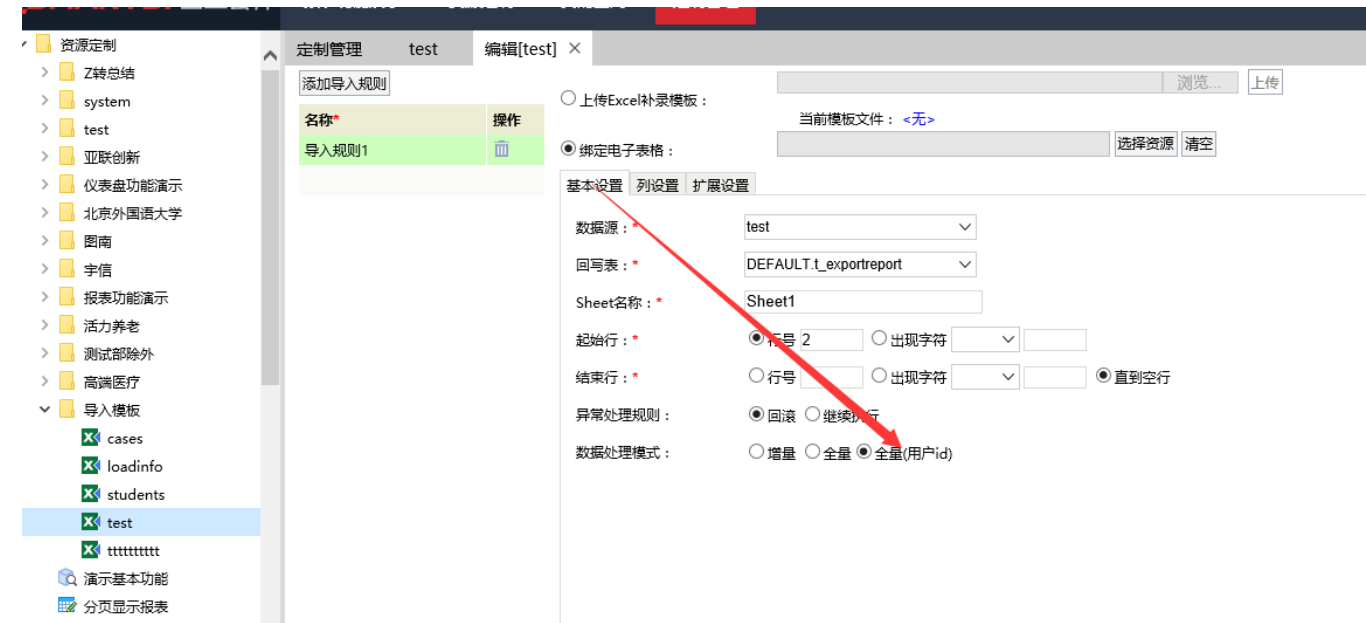 资源定制
Z转总结
system
test
亚联创新
仪表盘功能演示
北京外国语大学
图南
宇信
报表功能演示
活力养老
测试部除外
高端医疗
导入模板
cases
loadinfo
students
test
tttttttttt
演示基本功能
分页显示报表
定制管理 test 编辑[test] ×
添加导入规则
名称* 操作
导入规则1
上传Excel补录模板：
浏览... 上传
当前模板文件： <无>
绑定电子表格：
选择资源 清空
基本设置 列设置 扩展设置
数据源：* test
回写表：* DEFAULT.t_exportreport
Sheet名称：* Sheet1
起始行：* 行号 2 出现字符
结束行：* 行号 出现字符 直到空行
异常处理规则： 回滚 继续执行
数据处理模式： 增量 全量 全量(用户id)